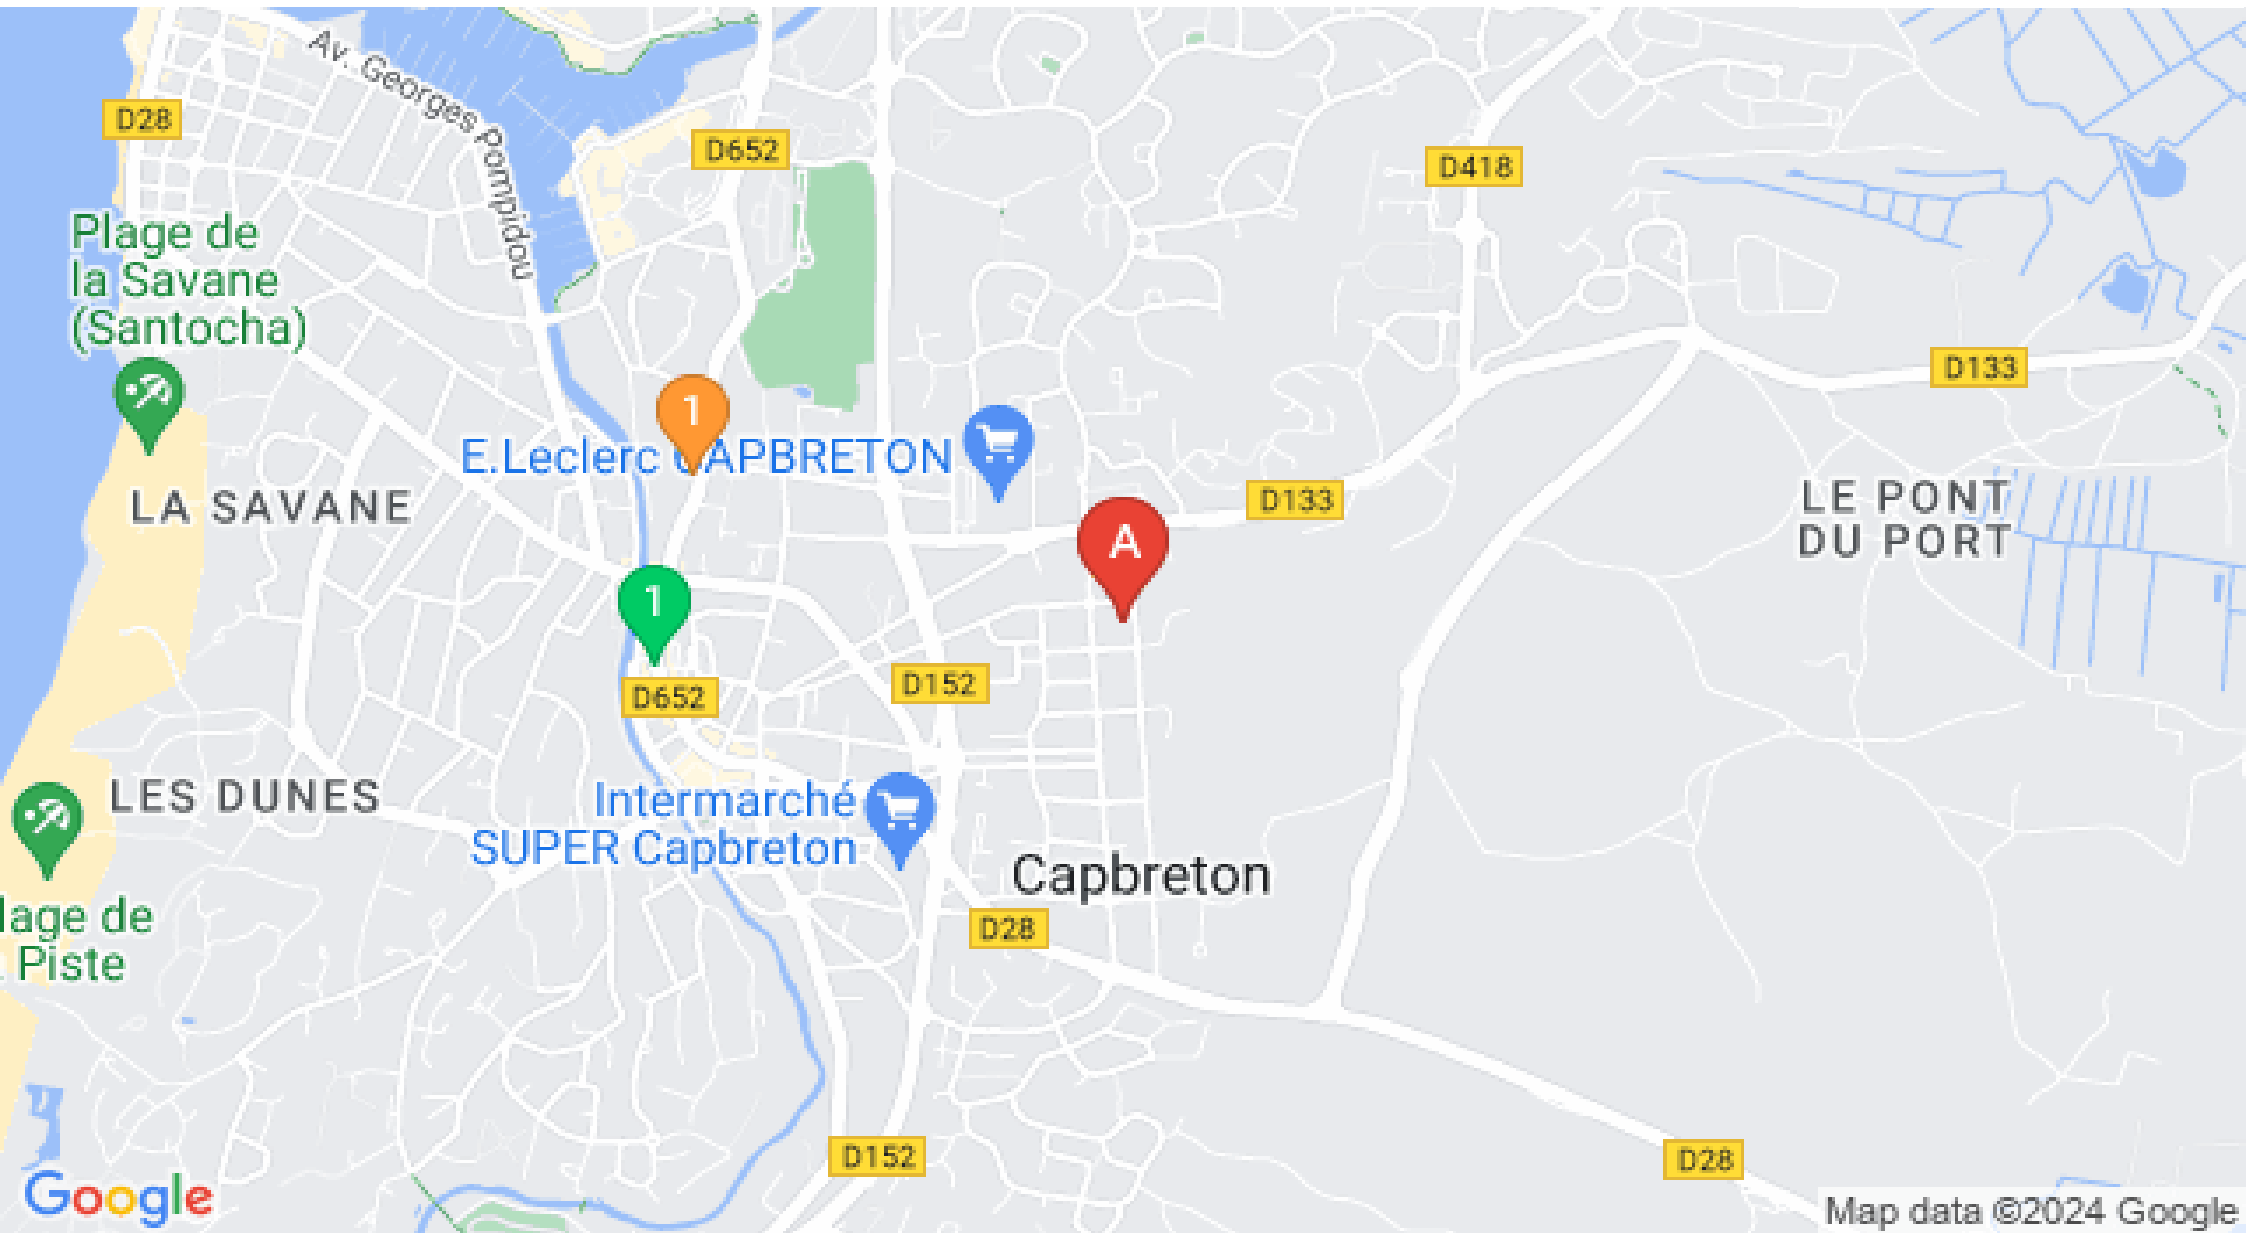 Av. Georges Pompidou
D28
D652
D418
Plage de
la Savane
(Santocha)
D133
1
E.Leclerc CAPBRETON
LA SAVANE
D133
A
LE PONT
DU PORT
1
D652
D152
LES DUNES
Intermarché
SUPER Capbreton
Capbreton
lage de
Piste
D28
D152
D28
Google
Map data ©2024 Google